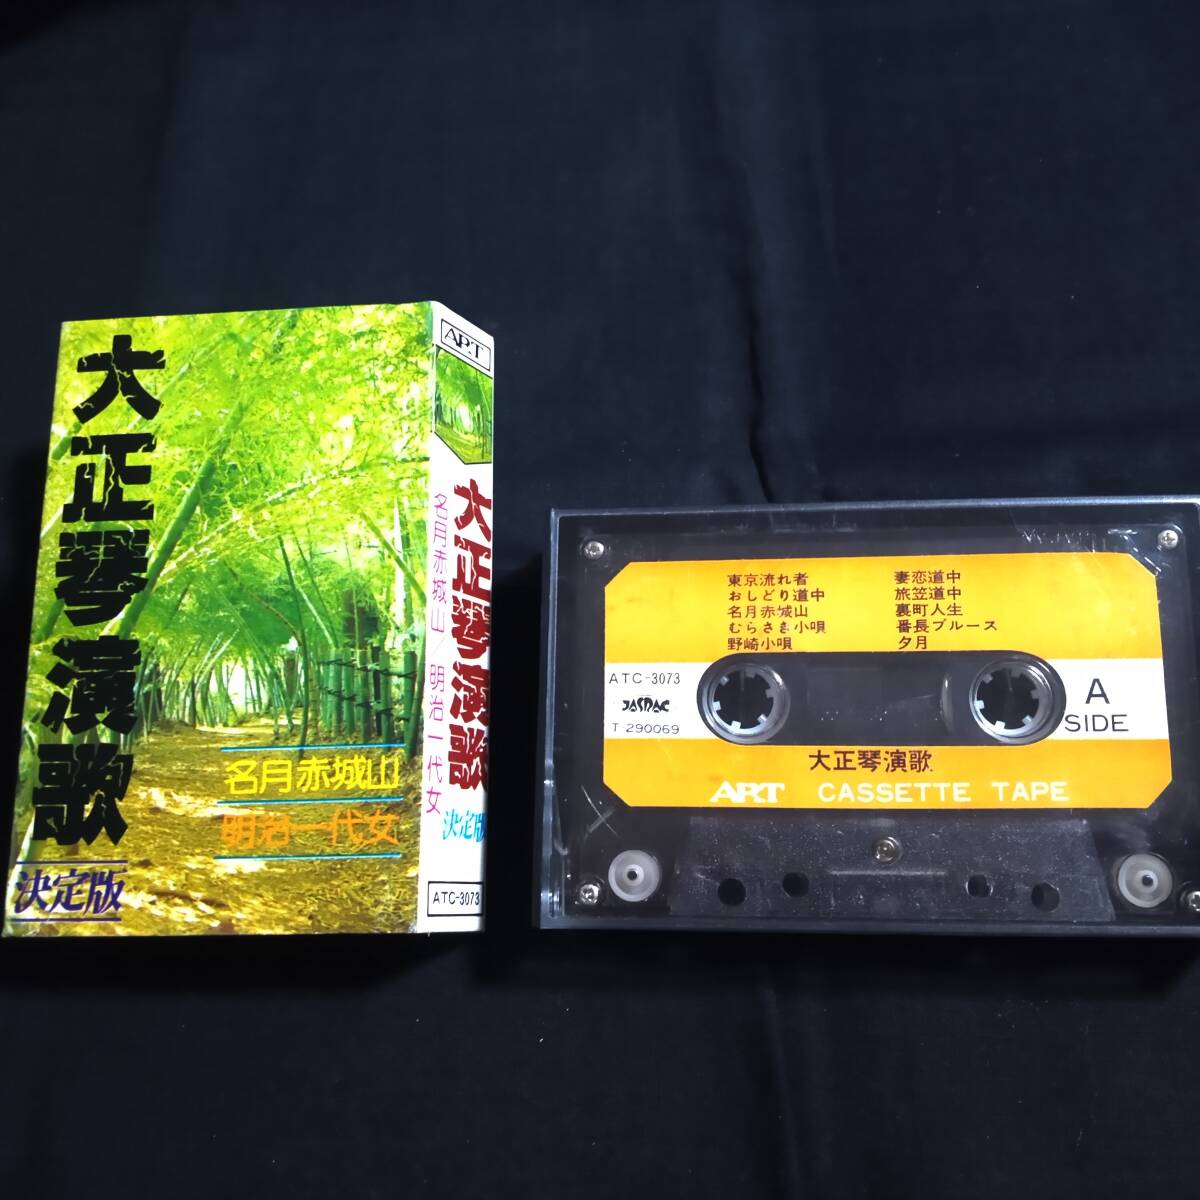 大正琴演歌
決定版
名月赤城山
明治一代女
ART
大正琴演歌
名月赤城山/明治一代女
決定版
ATC-3073
東京流れ者
おしどり道中
名月赤城山
むらさき小唄
野崎小唄
妻恋道中
旅笠道中
裏町人生
番長ブルース
夕月
ATC-3073
JASRAC
T-290069
A
SIDE
大正琴演歌
ART CASSETTE TAPE